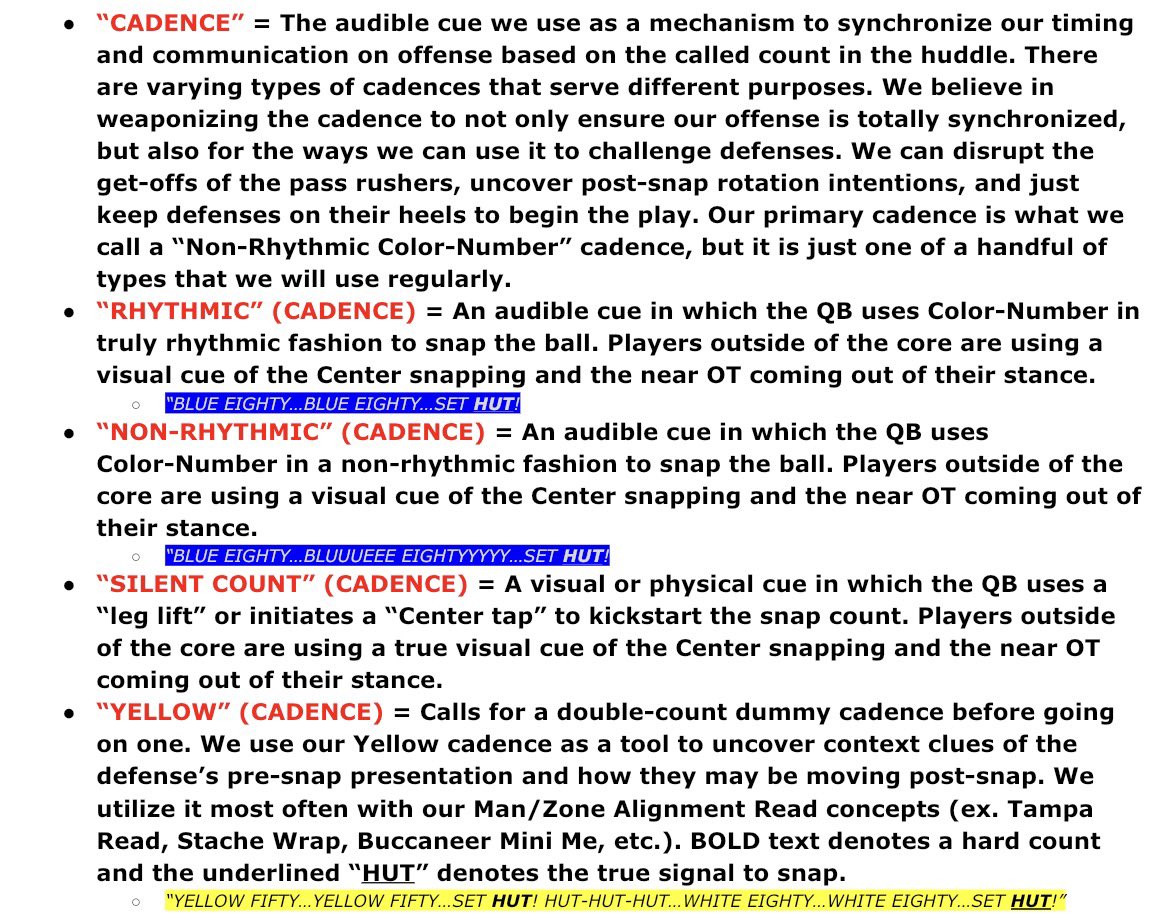 • “CADENCE” = The audible cue we use as a mechanism to synchronize our timing
and communication on offense based on the called count in the huddle. There
are varying types of cadences that serve different purposes. We believe in
weaponizing the cadence to not only ensure our offense is totally synchronized,
but also for the ways we can use it to challenge defenses. We can disrupt the
get-offs of the pass rushers, uncover post-snap rotation intentions, and just
keep defenses on their heels to begin the play. Our primary cadence is what we
call a “Non-Rhythmic Color-Number” cadence, but it is just one of a handful of
types that we will use regularly.
• “RHYTHMIC” (CADENCE) = An audible cue in which the QB uses Color-Number in
truly rhythmic fashion to snap the ball. Players outside of the core are using a
visual cue of the Center snapping and the near OT coming out of their stance.
○ “BLUE EIGHTY…BLUE EIGHTY…SET HUT!
• “NON-RHYTHMIC” (CADENCE) = An audible cue in which the QB uses
Color-Number in a non-rhythmic fashion to snap the ball. Players outside of the
core are using a visual cue of the Center snapping and the near OT coming out of
their stance.
○ “BLUE EIGHTY…BLUUUEEE EIGHTYYYYY…SET HUT!
• “SILENT COUNT” (CADENCE) = A visual or physical cue in which the QB uses a
“leg lift” or initiates a “Center tap” to kickstart the snap count. Players outside
of the core are using a true visual cue of the Center snapping and the near OT
coming out of their stance.
• “YELLOW” (CADENCE) = Calls for a double-count dummy cadence before going
on one. We use our Yellow cadence as a tool to uncover context clues of the
defense’s pre-snap presentation and how they may be moving post-snap. We
utilize it most often with our Man/Zone Alignment Read concepts (ex. Tampa
Read, Stache Wrap, Buccaneer Mini Me, etc.). BOLD text denotes a hard count
and the underlined “HUT” denotes the true signal to snap.
○ “YELLOW FIFTY…YELLOW FIFTY…SET HUT! HUT-HUT-HUT…WHITE EIGHTY…WHITE EIGHTY…SET HUT!”